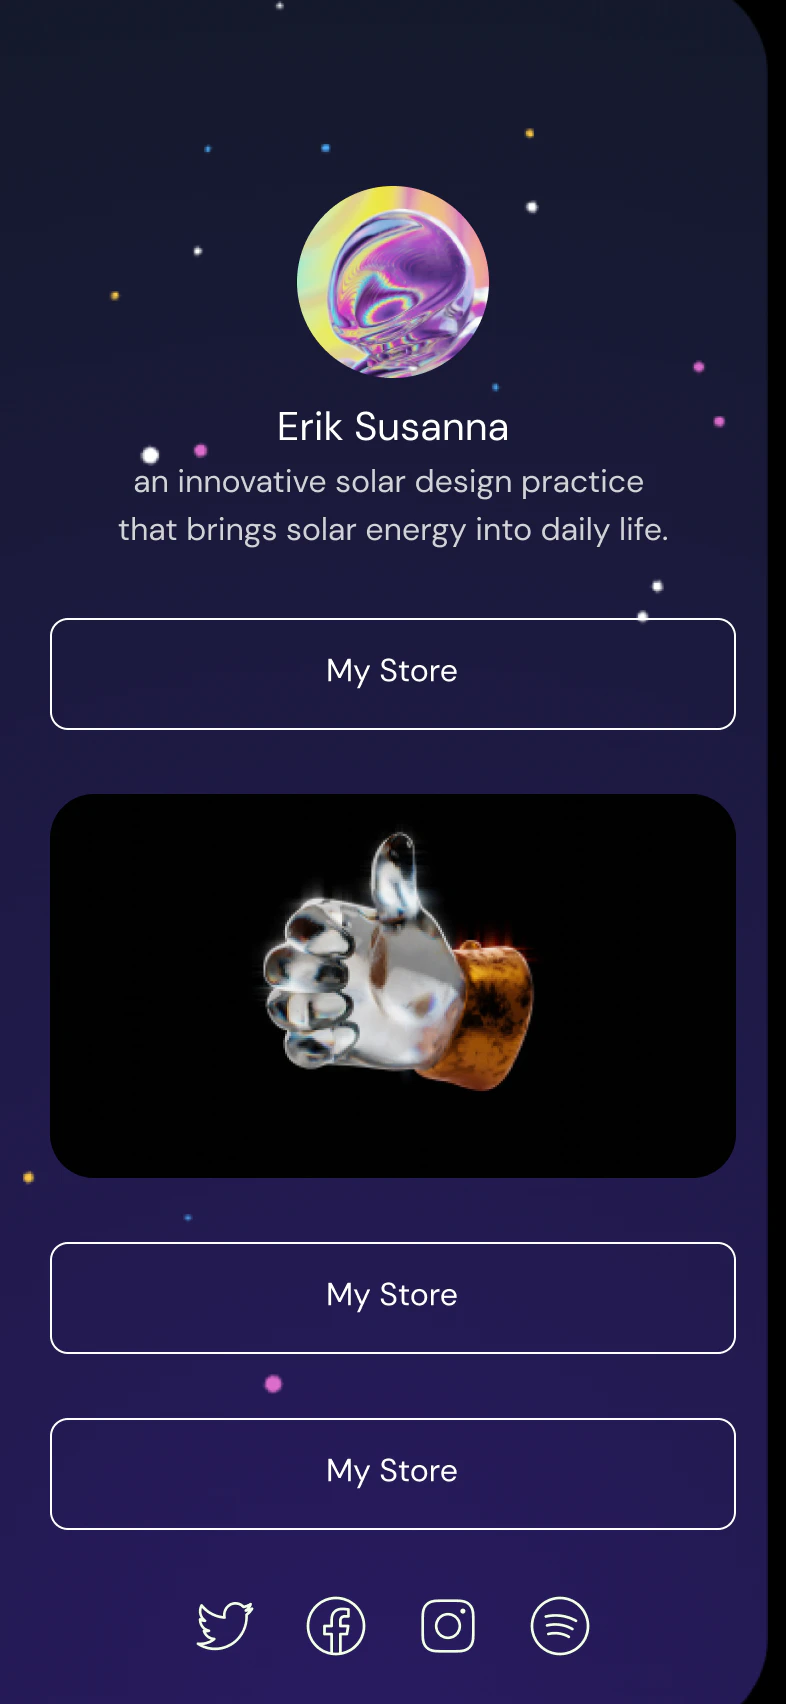 Erik Susanna
an innovative solar design practice
that brings solar energy into daily life.
My Store
My Store
My Store